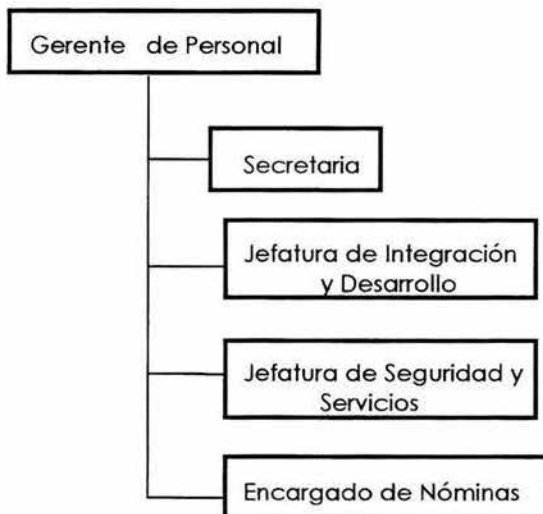 Gerente de Personal
Secretaria
Jefatura de Integración
y Desarrollo
Jefatura de Seguridad y
Servicios
Encargado de Nóminas